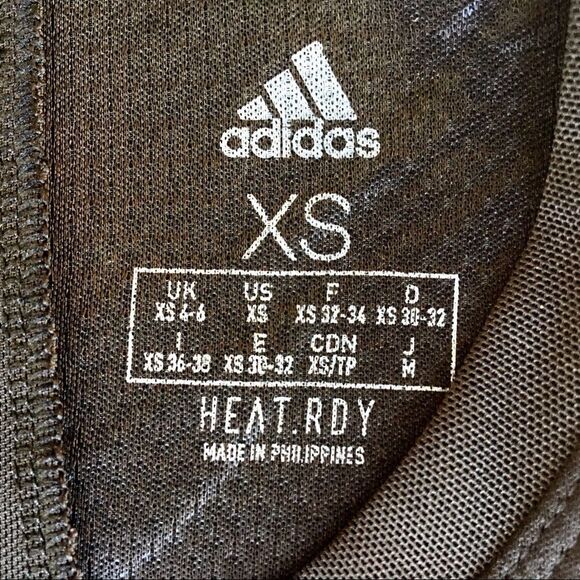 adidas
XS
UK US F D
XS 4-6 XS XS 32-34 XS 30-32
I E CDN J
XS 36-38 XS 30-32 XS/TP M
HEAT.RDY
MADE IN PHILIPPINES